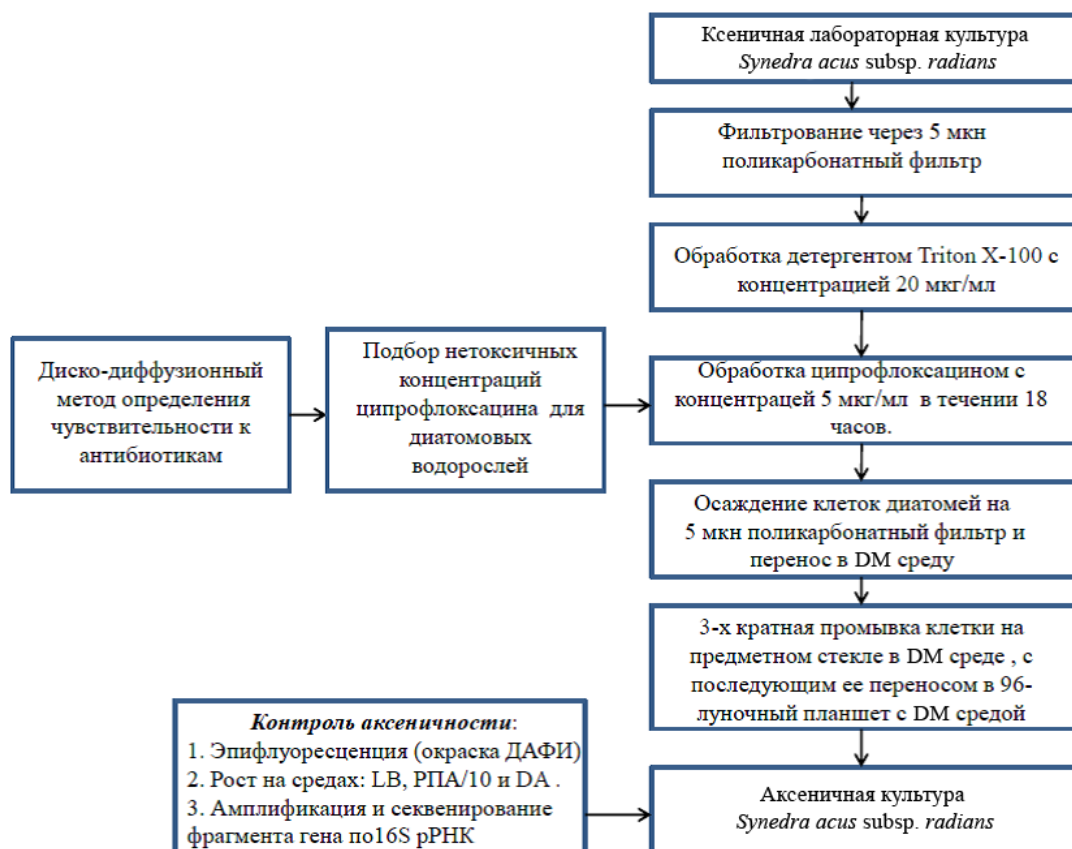 Ксеничная лабораторная культура
Synedra acus subsp. radians
Фильтрование через 5 мкн
поликарбонатный фильтр
Обработка детергентом Triton X-100 с
концентрацией 20 мкг/мл
Диско-диффузионный
метод определения
чувствительности к
антибиотикам
Подбор нетоксичных
концентраций
ципрофлоксацина для
диатомовых
водорослей
Обработка ципрофлоксацином с
концентрацей 5 мкг/мл в течении 18
часов.
Осаждение клеток диатомей на
5 мкн поликарбонатный фильтр и
перенос в DM среду
3-х кратная промывка клетки на
предметном стекле в DM среде , с
последующим ее переносом в 96-
луночный планшет с DM средой
Контроль аксеничности:
1. Эпифлуоресценция (окраска ДАФИ)
2. Рост на средах: LB, РПА/10 и DA .
3. Амплификация и секвенирование
фрагмента гена по16S рРНК
Аксеничная культура
Synedra acus subsp. radians